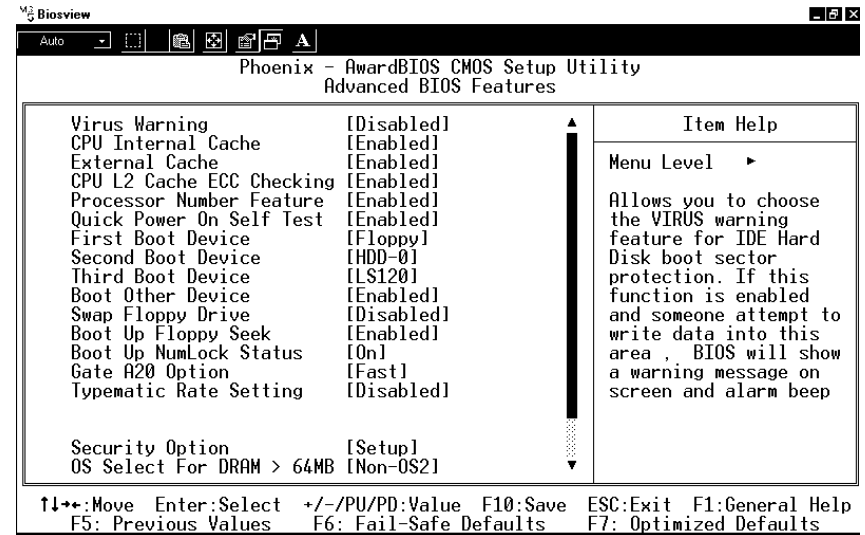 Biosview
Auto
A
Phoenix - AwardBIOS CMOS Setup Utility
Advanced BIOS Features
Virus Warning [Disabled]
CPU Internal Cache [Enabled]
External Cache [Enabled]
CPU L2 Cache ECC Checking [Enabled]
Processor Number Feature [Enabled]
Quick Power On Self Test [Enabled]
First Boot Device [Floppy]
Second Boot Device [HDD-0]
Third Boot Device [LS120]
Boot Other Device [Enabled]
Swap Floppy Drive [Disabled]
Boot Up Floppy Seek [Enabled]
Boot Up NumLock Status [On]
Gate A20 Option [Fast]
Typematic Rate Setting [Disabled]
Security Option [Setup]
OS Select For DRAM > 64MB [Non-OS2]
Item Help
Menu Level ►
Allows you to choose
the VIRUS warning
feature for IDE Hard
Disk boot sector
protection. If this
function is enabled
and someone attempt to
write data into this
area , BIOS will show
a warning message on
screen and alarm beep
↑↓→←:Move Enter:Select +/-/PU/PD:Value F10:Save ESC:Exit F1:General Help
F5: Previous Values F6: Fail-Safe Defaults F7: Optimized Defaults